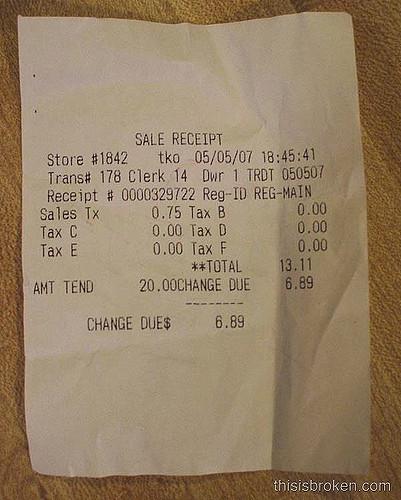 SALE RECEIPT
Store #1842 tko 05/05/07 18:45:41
Trans# 178 Clerk 14 Dwr 1 TRDT 050507
Receipt # 0000329722 Reg-ID REG-MAIN
Sales Tx 0.75 Tax B 0.00
Tax C 0.00 Tax D 0.00
Tax E 0.00 Tax F 0.00
**TOTAL 13.11
AMT TEND 20.00CHANGE DUE 6.89
--------
CHANGE DUE$ 6.89
thisisbroken.com